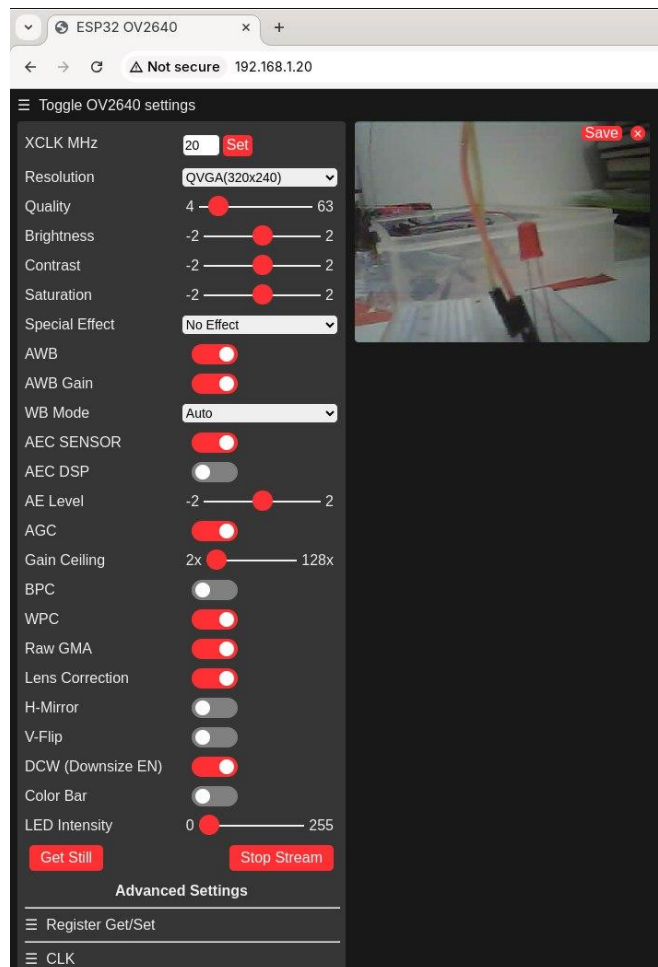 ESP32 OV2640
Not secure 192.168.1.20
Toggle OV2640 settings
XCLK MHz 20 Set
Resolution QVGA(320x240)
Quality 4 63
Brightness -2 2
Contrast -2 2
Saturation -2 2
Special Effect No Effect
AWB
AWB Gain
WB Mode Auto
AEC SENSOR
AEC DSP
AE Level -2 2
AGC
Gain Ceiling 2x 128x
BPC
WPC
Raw GMA
Lens Correction
H-Mirror
V-Flip
DCW (Downsize EN)
Color Bar
LED Intensity 0 255
Get Still Stop Stream
Advanced Settings
Register Get/Set
CLK
Save